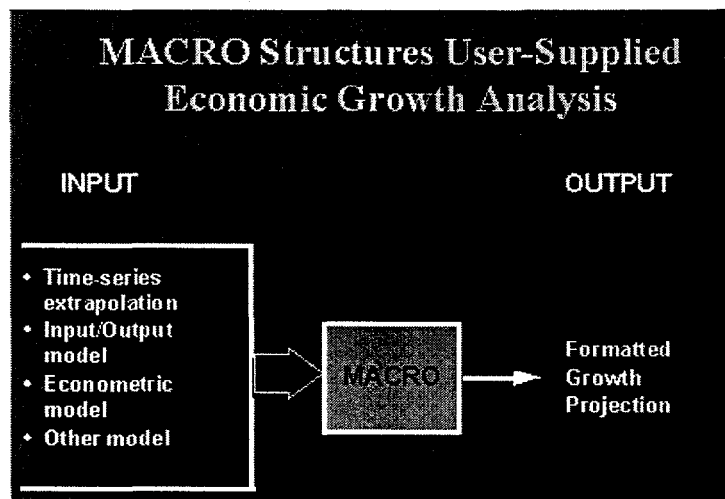 MACRO Structures User-Supplied
Economic Growth Analysis
INPUT
OUTPUT
• Time-series
extrapolation
• Input/Output
model
• Econometric
model
• Other model
MACRO
Formatted
Growth
Projection